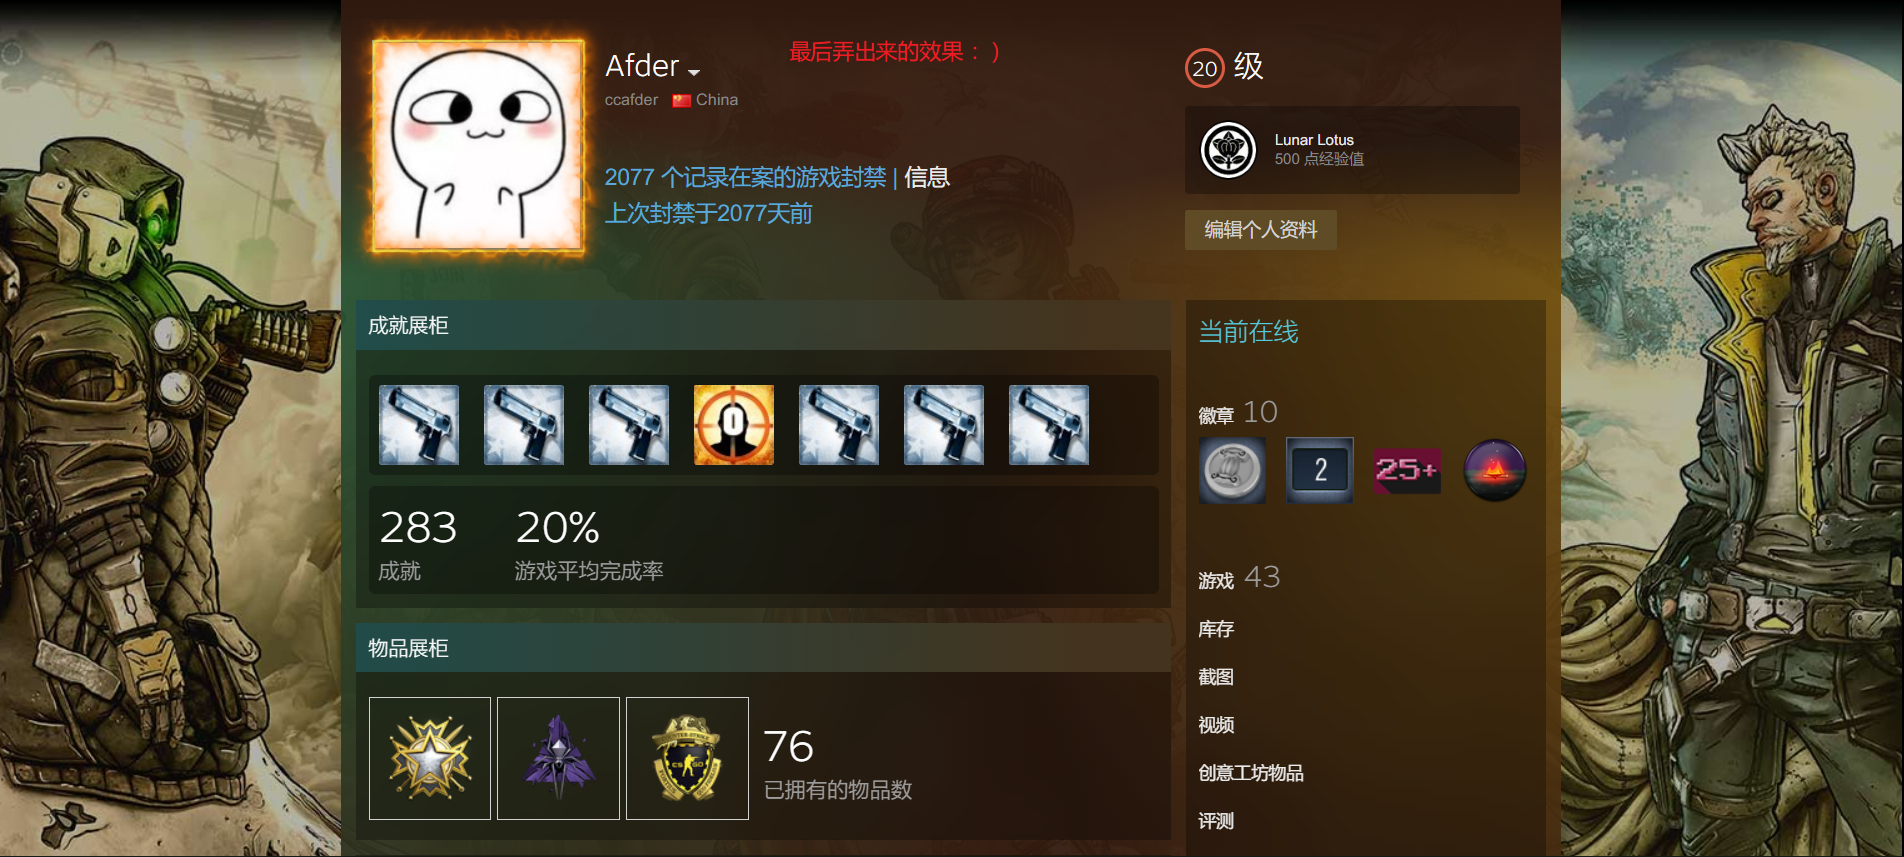 Afder
最后弄出来的效果：）
ccafder China
2077 个记录在案的游戏封禁 | 信息
上次封禁于2077天前
20 级
Lunar Lotus
500 点经验值
编辑个人资料
成就展柜
0
283
成就
20%
游戏平均完成率
物品展柜
COUNTER-STRIKE
CS GO
76
已拥有的物品数
当前在线
徽章 10
2
25+
游戏 43
库存
截图
视频
创意工坊物品
评测